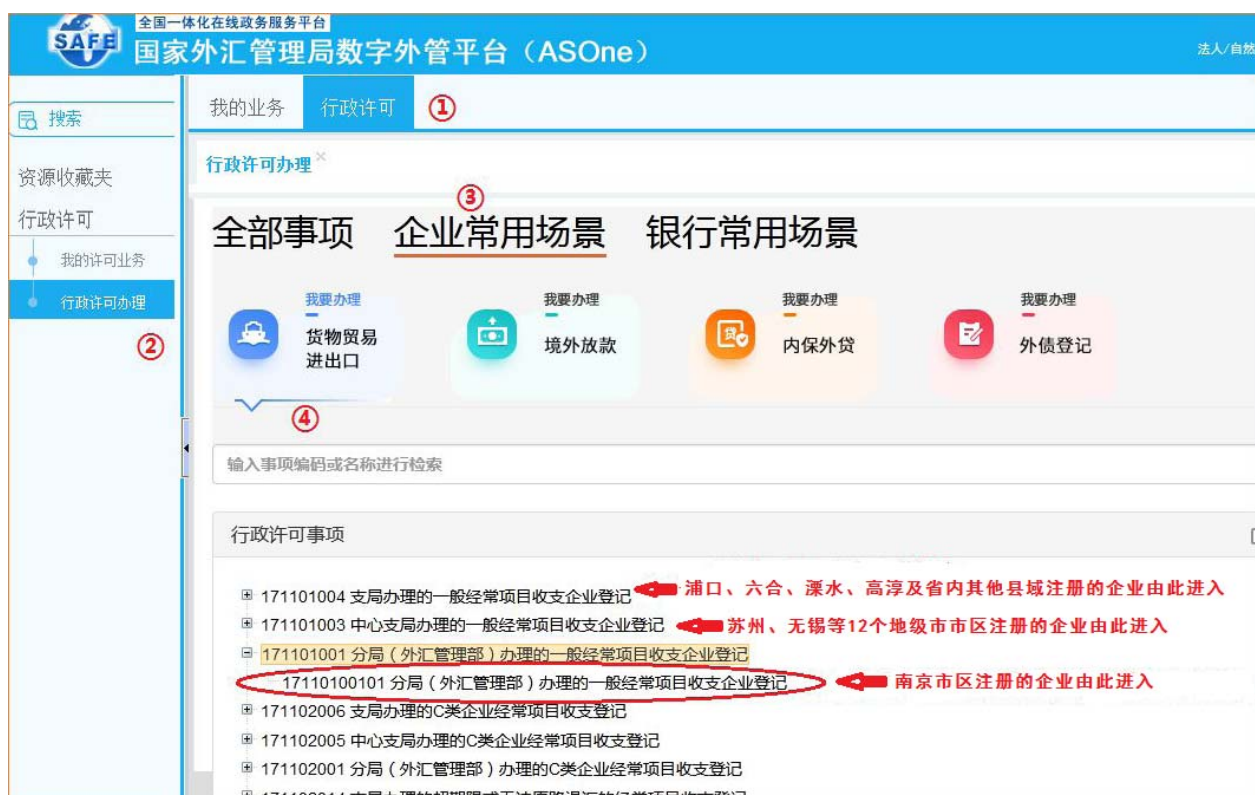 全国一体化在线政务服务平台
SAFE
国家外汇管理局数字外管平台（ASOne）
法人/自然
搜索
我的业务 行政许可 ①
资源收藏夹
行政许可
我的许可业务
行政许可办理
②
行政许可办理 ×
③
全部事项 企业常用场景 银行常用场景
我要办理
货物贸易
进出口
我要办理
境外放款
我要办理
内保外贷
我要办理
外债登记
④
输入事项编码或名称进行检索
行政许可事项
171101004 支局办理的一般经常项目收支企业登记 浦口、六合、溧水、高淳及省内其他县域注册的企业由此进入
171101003 中心支局办理的一般经常项目收支企业登记 苏州、无锡等12个地级市市区注册的企业由此进入
171101001 分局（外汇管理部）办理的一般经常项目收支企业登记
17110100101 分局（外汇管理部）办理的一般经常项目收支企业登记 南京市区注册的企业由此进入
171102006 支局办理的C类企业经常项目收支登记
171102005 中心支局办理的C类企业经常项目收支登记
171102001 分局（外汇管理部）办理的C类企业经常项目收支登记